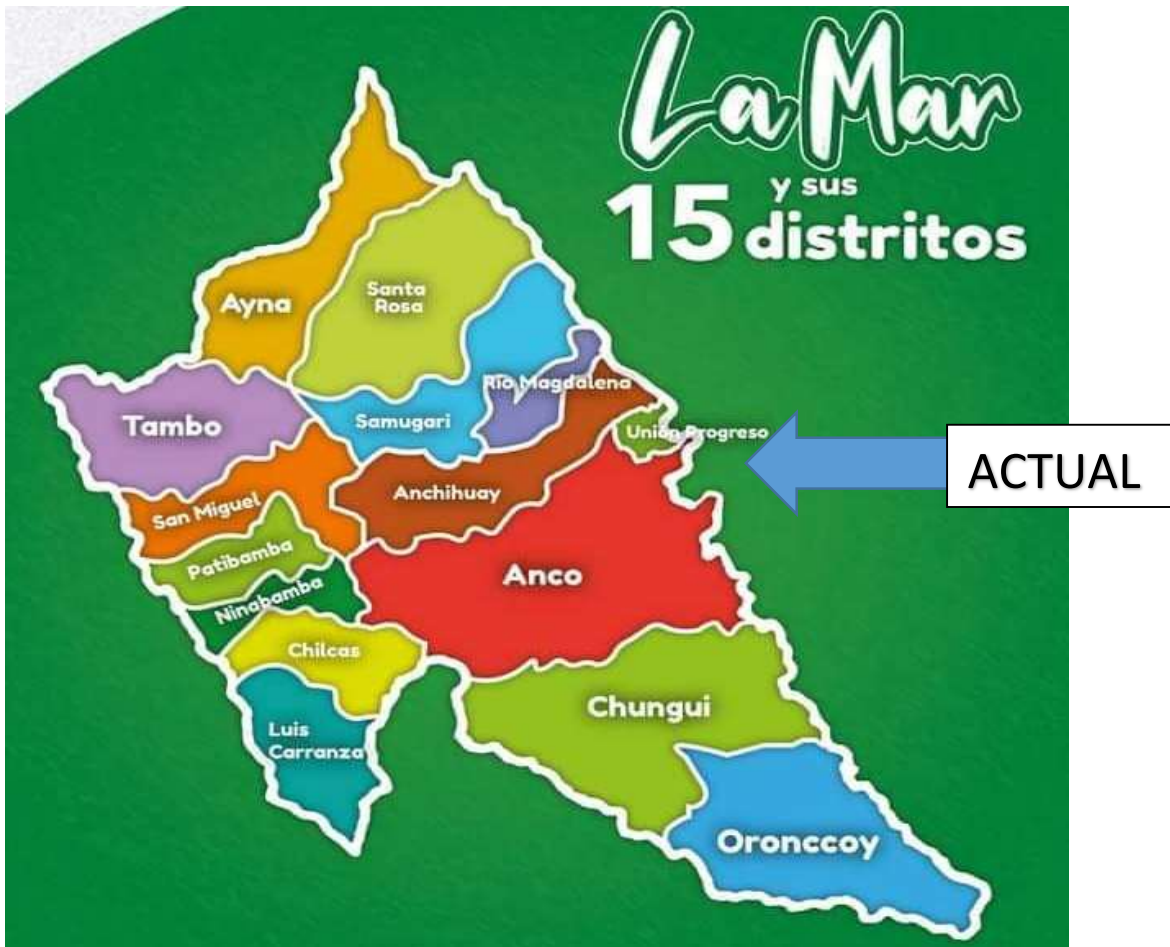 La Mar
15 y sus
distritos
Ayna
Santa
Rosa
Río Magdalena
Tambo
Samugari
Unión Progreso
ACTUAL
San Miguel
Anchihuay
Patibamba
Anco
Ninabamba
Chilcas
Chungui
Luis
Carranza
Oronccoy